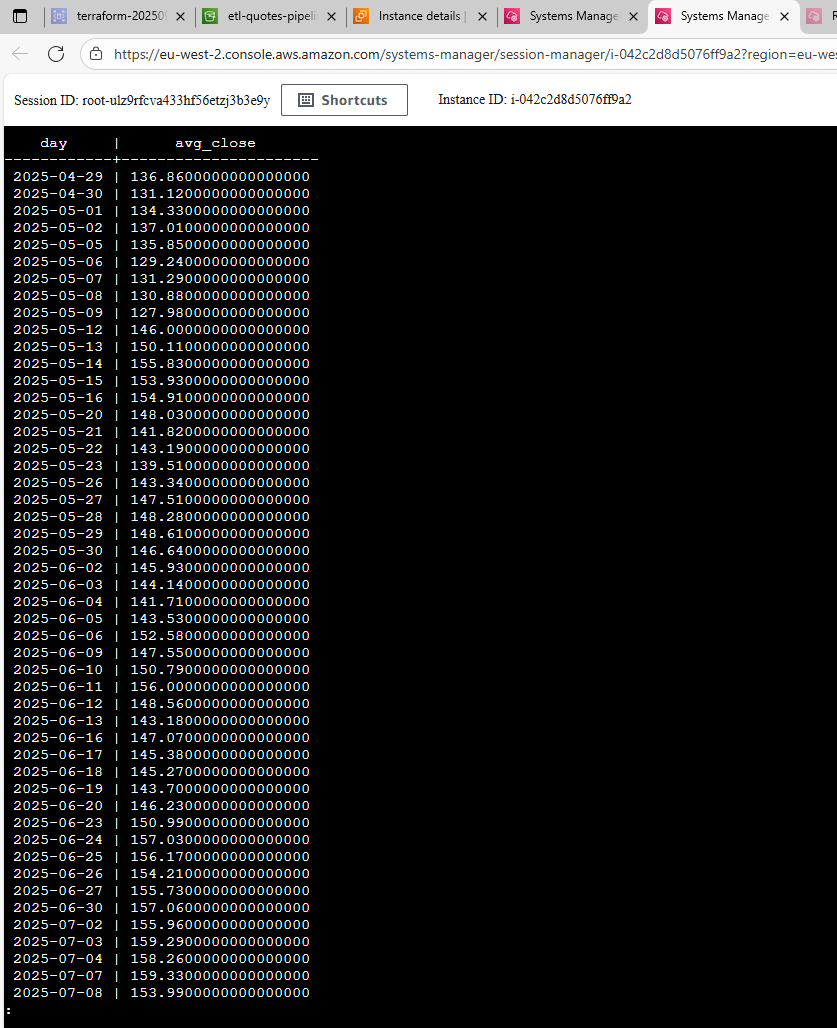 terraform-20250 etl-quotes-pipelin Instance details | Systems Manage Systems Manage R
https://eu-west-2.console.aws.amazon.com/systems-manager/session-manager/i-042c2d8d5076ff9a2?region=eu-wes
Session ID: root-ulz9rfcva433hf56etzj3b3e9y Shortcuts Instance ID: i-042c2d8d5076ff9a2
day | avg_close
------------+----------------------
2025-04-29 | 136.8600000000000000
2025-04-30 | 131.1200000000000000
2025-05-01 | 134.3300000000000000
2025-05-02 | 137.0100000000000000
2025-05-05 | 135.8500000000000000
2025-05-06 | 129.2400000000000000
2025-05-07 | 131.2900000000000000
2025-05-08 | 130.8800000000000000
2025-05-09 | 127.9800000000000000
2025-05-12 | 146.0000000000000000
2025-05-13 | 150.1100000000000000
2025-05-14 | 155.8300000000000000
2025-05-15 | 153.9300000000000000
2025-05-16 | 154.9100000000000000
2025-05-20 | 148.0300000000000000
2025-05-21 | 141.8200000000000000
2025-05-22 | 143.1900000000000000
2025-05-23 | 139.5100000000000000
2025-05-26 | 143.3400000000000000
2025-05-27 | 147.5100000000000000
2025-05-28 | 148.2800000000000000
2025-05-29 | 148.6100000000000000
2025-05-30 | 146.6400000000000000
2025-06-02 | 145.9300000000000000
2025-06-03 | 144.1400000000000000
2025-06-04 | 141.7100000000000000
2025-06-05 | 143.5300000000000000
2025-06-06 | 152.5800000000000000
2025-06-09 | 147.5500000000000000
2025-06-10 | 150.7900000000000000
2025-06-11 | 156.0000000000000000
2025-06-12 | 148.5600000000000000
2025-06-13 | 143.1800000000000000
2025-06-16 | 147.0700000000000000
2025-06-17 | 145.3800000000000000
2025-06-18 | 145.2700000000000000
2025-06-19 | 143.7000000000000000
2025-06-20 | 146.2300000000000000
2025-06-23 | 150.9900000000000000
2025-06-24 | 157.0300000000000000
2025-06-25 | 156.1700000000000000
2025-06-26 | 154.2100000000000000
2025-06-27 | 155.7300000000000000
2025-06-30 | 157.0600000000000000
2025-07-02 | 155.9600000000000000
2025-07-03 | 159.2900000000000000
2025-07-04 | 158.2600000000000000
2025-07-07 | 159.3300000000000000
2025-07-08 | 153.9900000000000000
: